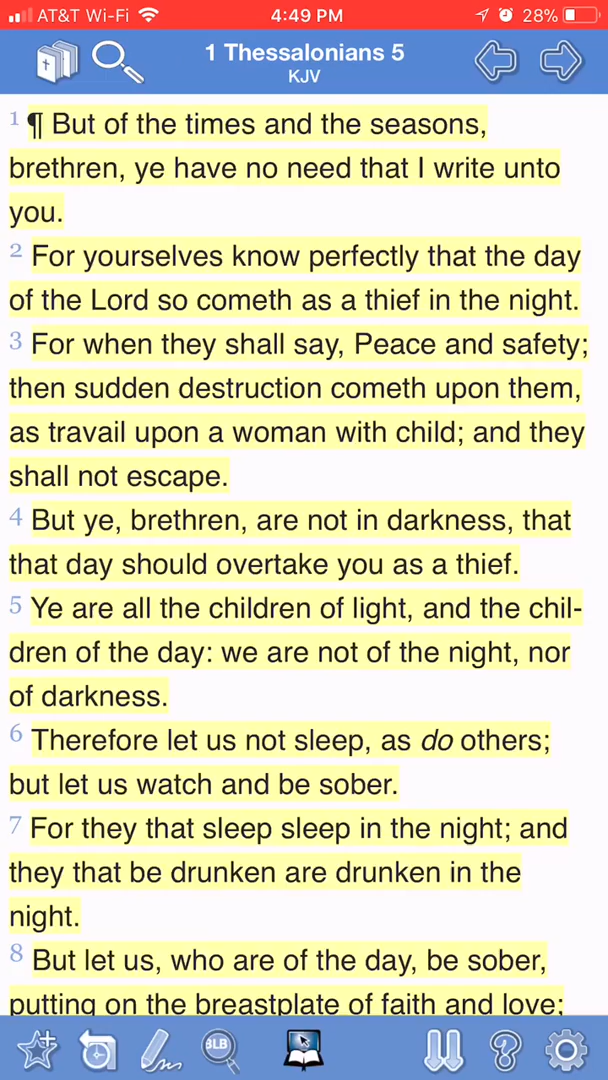 AT&T Wi-Fi 4:49 PM 28%
1 Thessalonians 5
KJV
1 ¶ But of the times and the seasons,
brethren, ye have no need that I write unto
you.
2 For yourselves know perfectly that the day
of the Lord so cometh as a thief in the night.
3 For when they shall say, Peace and safety;
then sudden destruction cometh upon them,
as travail upon a woman with child; and they
shall not escape.
4 But ye, brethren, are not in darkness, that
that day should overtake you as a thief.
5 Ye are all the children of light, and the chil-
dren of the day: we are not of the night, nor
of darkness.
6 Therefore let us not sleep, as do others;
but let us watch and be sober.
7 For they that sleep sleep in the night; and
they that be drunken are drunken in the
night.
8 But let us, who are of the day, be sober,
putting on the breastplate of faith and love;
BLB